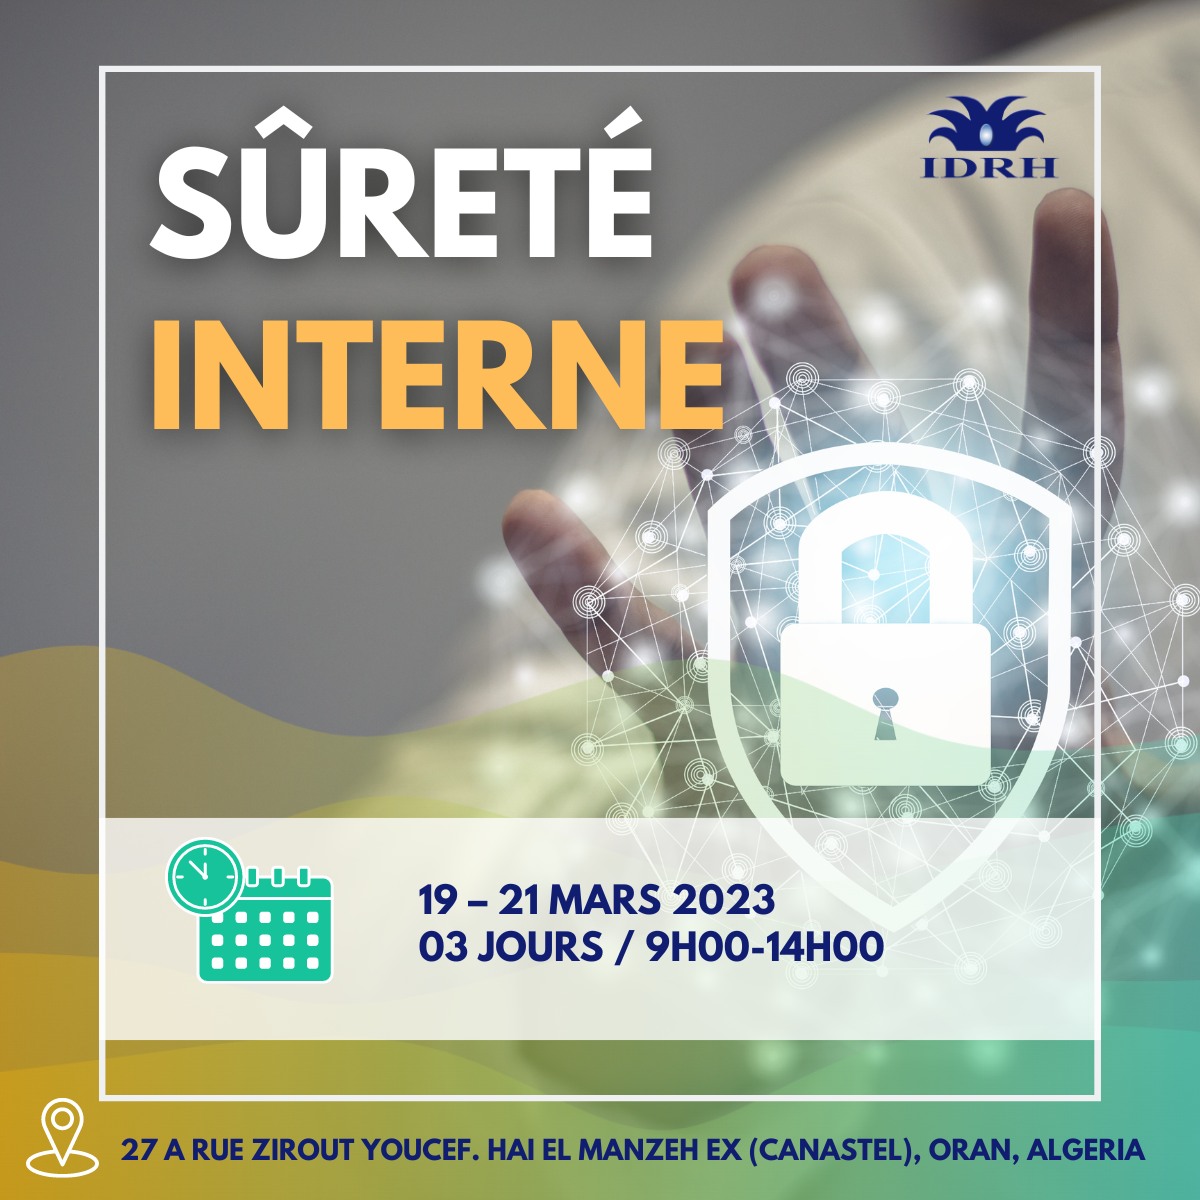 IDRH
SÛRETÉ
INTERNE
19 – 21 MARS 2023
03 JOURS / 9H00-14H00
27 A RUE ZIROUT YOUCEF. HAI EL MANZEH EX (CANASTEL), ORAN, ALGERIA